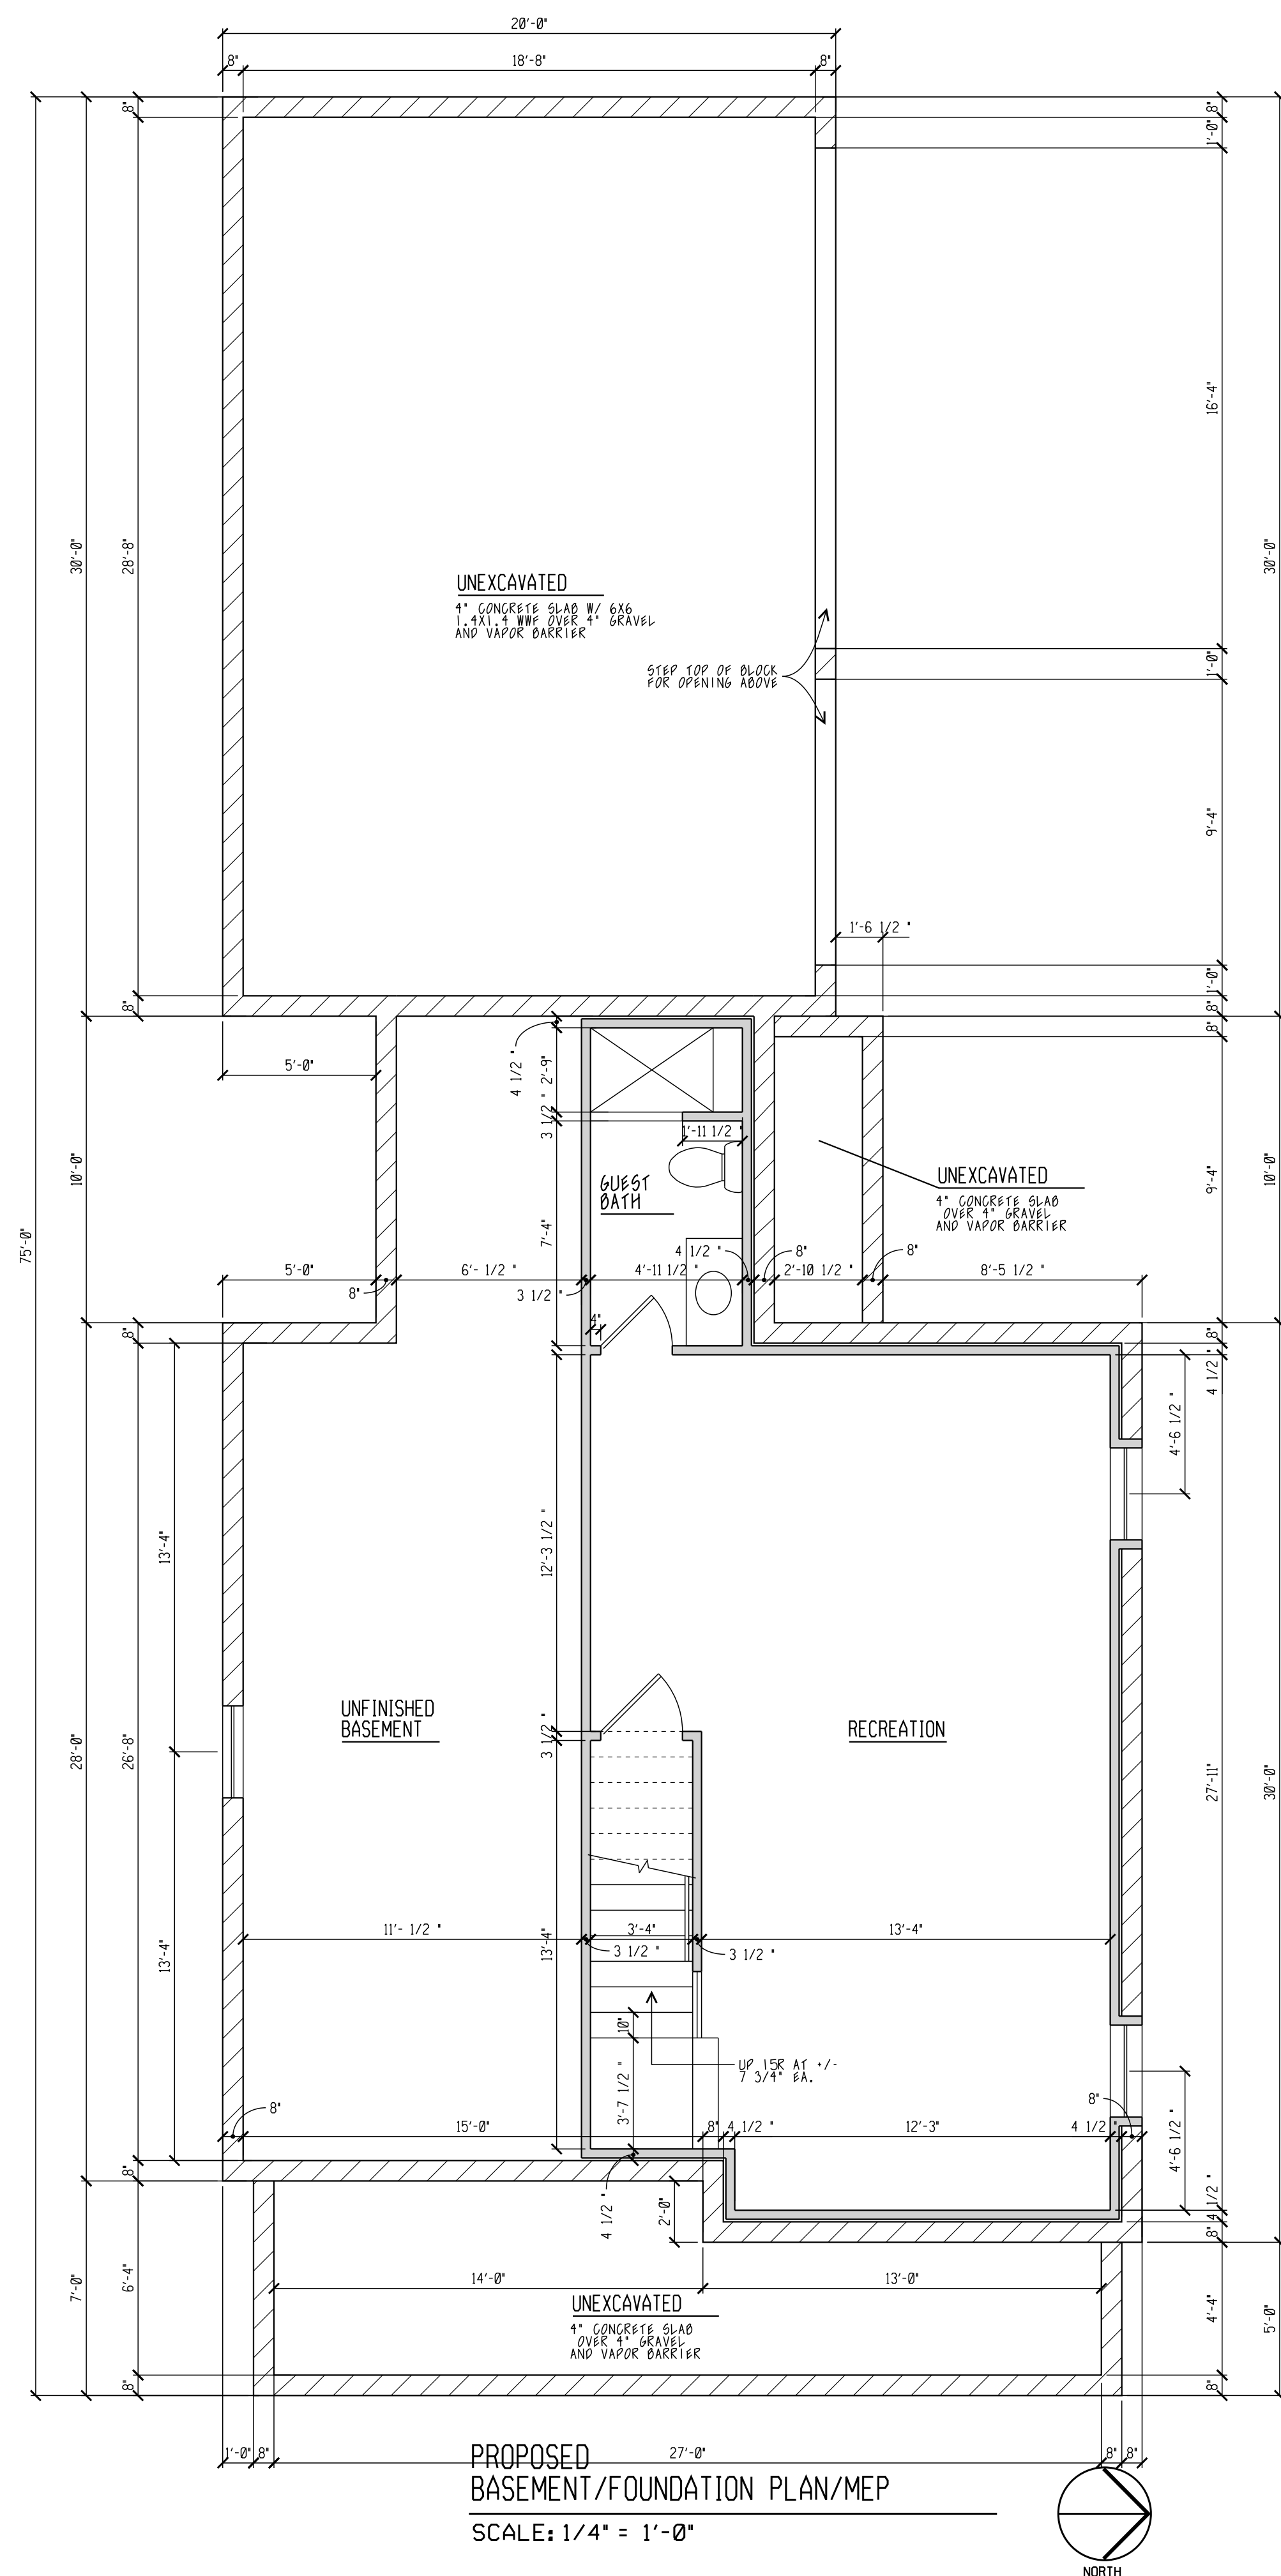 20'-0"
8"
18'-8"
8"
8"
8"
1'-0"
16'-4"
30'-0"
28'-8"
30'-0"
UNEXCAVATED
4" CONCRETE SLAB W/ 6X6
1.4X1.4 WWF OVER 4" GRAVEL
AND VAPOR BARRIER
STEP TOP OF BLOCK
FOR OPENING ABOVE
1'-0"
9'-4"
1'-6 1/2 "
1'-0"
8"
8"
8"
5'-0"
4 1/2 "
2'-9"
3 1/2 "
1'-11 1/2 "
GUEST
BATH
UNEXCAVATED
4" CONCRETE SLAB
OVER 4" GRAVEL
AND VAPOR BARRIER
10'-0"
9'-4"
10'-0"
75'-0"
7'-4"
5'-0"
8"
6'- 1/2 "
3 1/2 "
4'-11 1/2 "
4 1/2 "
8"
2'-10 1/2 "
8"
8'-5 1/2 "
4"
8"
8"
4 1/2 "
4'-6 1/2 "
13'-4"
12'-3 1/2 "
3 1/2 "
UNFINISHED
BASEMENT
RECREATION
28'-0"
26'-8"
27'-11"
30'-0"
11'- 1/2 "
3'-4"
13'-4"
3 1/2 "
3 1/2 "
13'-4"
13'-4"
10"
UP 15R AT +/-
7 3/4" EA.
3'-7 1/2 "
8"
15'-0"
8"
4 1/2 "
12'-3"
4 1/2 "
8"
4'-6 1/2 "
8"
4 1/2 "
2'-0"
4 1/2 "
8"
7'-0"
6'-4"
14'-0"
13'-0"
4'-4"
5'-0"
UNEXCAVATED
4" CONCRETE SLAB
OVER 4" GRAVEL
AND VAPOR BARRIER
8"
8"
1'-0"
8"
27'-0"
8"
8"
PROPOSED
BASEMENT/FOUNDATION PLAN/MEP
SCALE: 1/4" = 1'-0"
NORTH